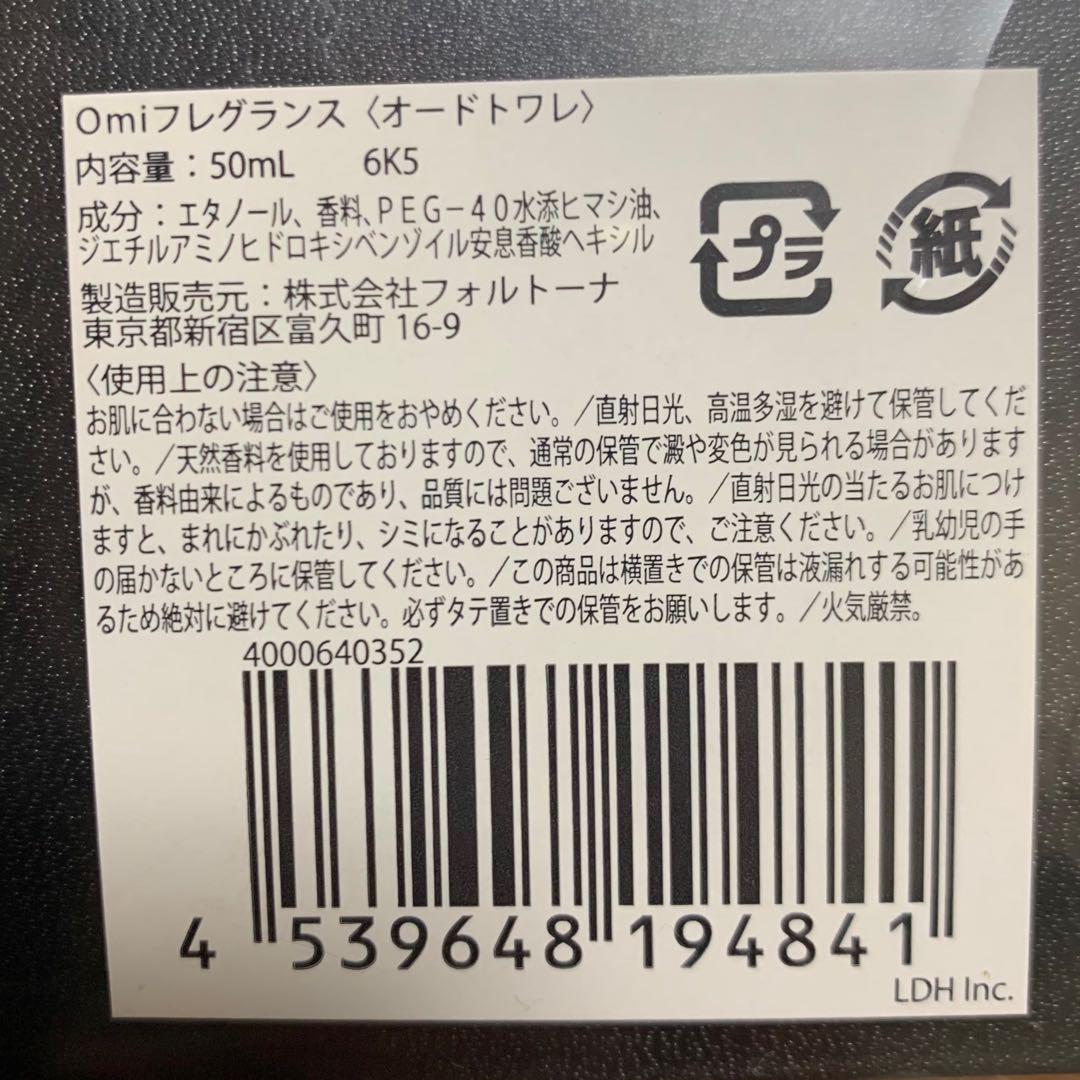 Omiフレグランス〈オードトワレ〉
内容量：50mL 6K5
成分：エタノール、香料、PEG－40水添ヒマシ油、
ジエチルアミノヒドロキシベンゾイル安息香酸ヘキシル
プラ
紙
製造販売元：株式会社フォルトーナ
東京都新宿区富久町 16-9
〈使用上の注意〉
お肌に合わない場合はご使用をおやめください。／直射日光、高温多湿を避けて保管してくだ
さい。／天然香料を使用しておりますので、通常の保管で澱や変色が見られる場合があります
が、香料由来によるものであり、品質には問題ございません。／直射日光の当たるお肌につけ
ますと、まれにかぶれたり、シミになることがありますので、ご注意ください。／乳幼児の手
の届かないところに保管してください。／この商品は横置きでの保管は液漏れする可能性があ
るため絶対に避けてください。必ずタテ置きでの保管をお願いします。／火気厳禁。
4000640352
4 539648 194841
LDH Inc.